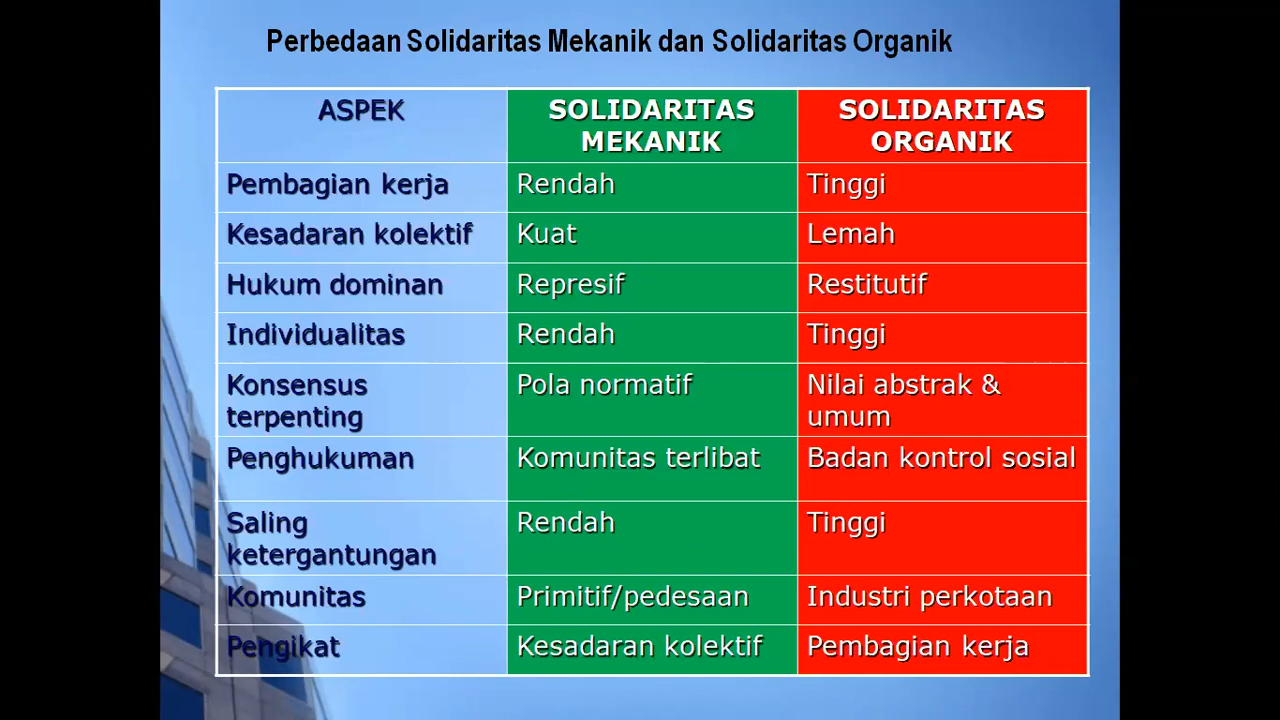 Perbedaan Solidaritas Mekanik dan Solidaritas Organik
ASPEK
SOLIDARITAS
MEKANIK
SOLIDARITAS
ORGANIK
Pembagian kerja
Rendah
Tinggi
Kesadaran kolektif
Kuat
Lemah
Hukum dominan
Represif
Restitutif
Individualitas
Rendah
Tinggi
Konsensus
terpenting
Pola normatif
Nilai abstrak &
umum
Penghukuman
Komunitas terlibat
Badan kontrol sosial
Saling
ketergantungan
Rendah
Tinggi
Komunitas
Primitif/pedesaan
Industri perkotaan
Pengikat
Kesadaran kolektif
Pembagian kerja